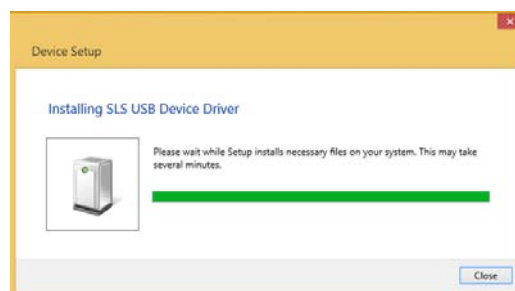 Device Setup
Installing SLS USB Device Driver
Please wait while Setup installs necessary files on your system. This may take
several minutes.
Close